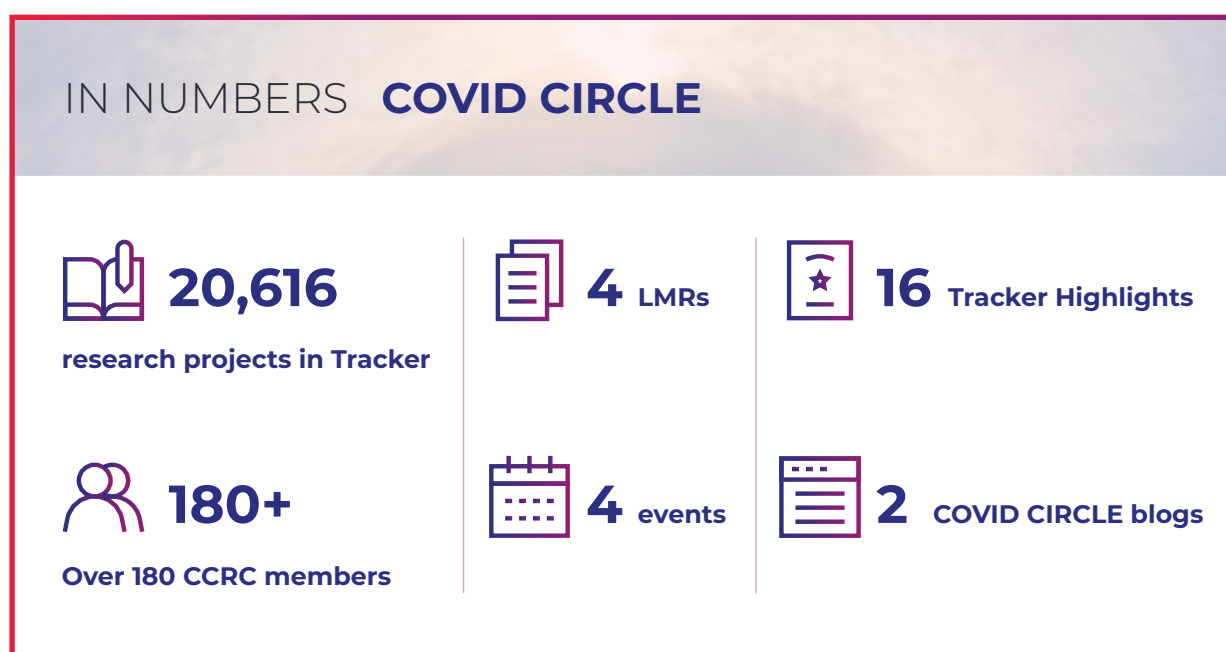 IN NUMBERS COVID CIRCLE
20,616
research projects in Tracker
4 LMRs
16 Tracker Highlights
180+
Over 180 CCRC members
4 events
2 COVID CIRCLE blogs